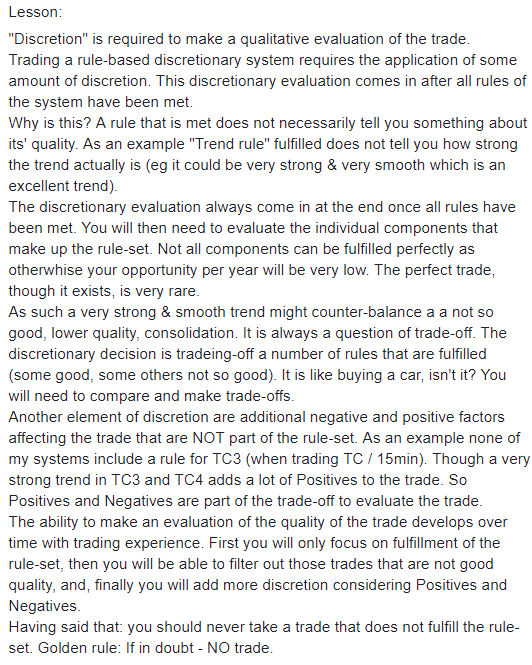 Lesson:
"Discretion" is required to make a qualitative evaluation of the trade.
Trading a rule-based discretionary system requires the application of some
amount of discretion. This discretionary evaluation comes in after all rules of
the system have been met.
Why is this? A rule that is met does not necessarily tell you something about
its' quality. As an example "Trend rule" fulfilled does not tell you how strong
the trend actually is (eg it could be very strong & very smooth which is an
excellent trend).
The discretionary evaluation always come in at the end once all rules have
been met. You will then need to evaluate the individual components that
make up the rule-set. Not all components can be fulfilled perfectly as
otherwhise your opportunity per year will be very low. The perfect trade,
though it exists, is very rare.
As such a very strong & smooth trend might counter-balance a a not so
good, lower quality, consolidation. It is always a question of trade-off. The
discretionary decision is tradeing-off a number of rules that are fulfilled
(some good, some others not so good). It is like buying a car, isn't it? You
will need to compare and make trade-offs.
Another element of discretion are additional negative and positive factors
affecting the trade that are NOT part of the rule-set. As an example none of
my systems include a rule for TC3 (when trading TC / 15min). Though a very
strong trend in TC3 and TC4 adds a lot of Positives to the trade. So
Positives and Negatives are part of the trade-off to evaluate the trade.
The ability to make an evaluation of the quality of the trade develops over
time with trading experience. First you will only focus on fulfillment of the
rule-set, then you will be able to filter out those trades that are not good
quality, and, finally you will add more discretion considering Positives and
Negatives.
Having said that: you should never take a trade that does not fulfill the rule-
set. Golden rule: If in doubt - NO trade.